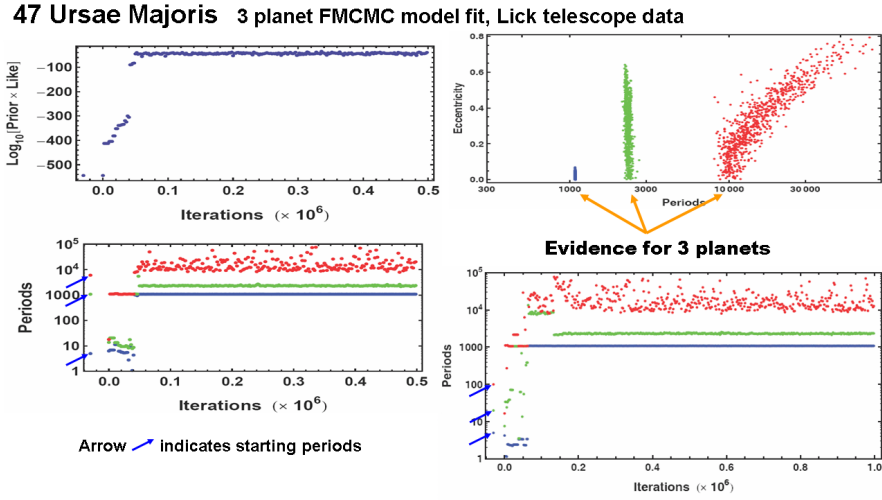 47 Ursae Majoris 3 planet FMCMC model fit, Lick telescope data
Log10[Prior × Like]
−100
−200
−300
−400
−500
0.0 0.1 0.2 0.3 0.4 0.5
Iterations (× 10^6)
Eccentricity
0.8
0.6
0.4
0.2
0.0
300 1000 3000 10000 30000
Periods
Evidence for 3 planets
Periods
10^5
10^4
1000
100
10
1
0.0 0.1 0.2 0.3 0.4 0.5
Iterations (× 10^6)
Arrow indicates starting periods
Periods
10^5
10^4
1000
100
10
1
0.0 0.2 0.4 0.6 0.8 1.0
Iterations (× 10^6)